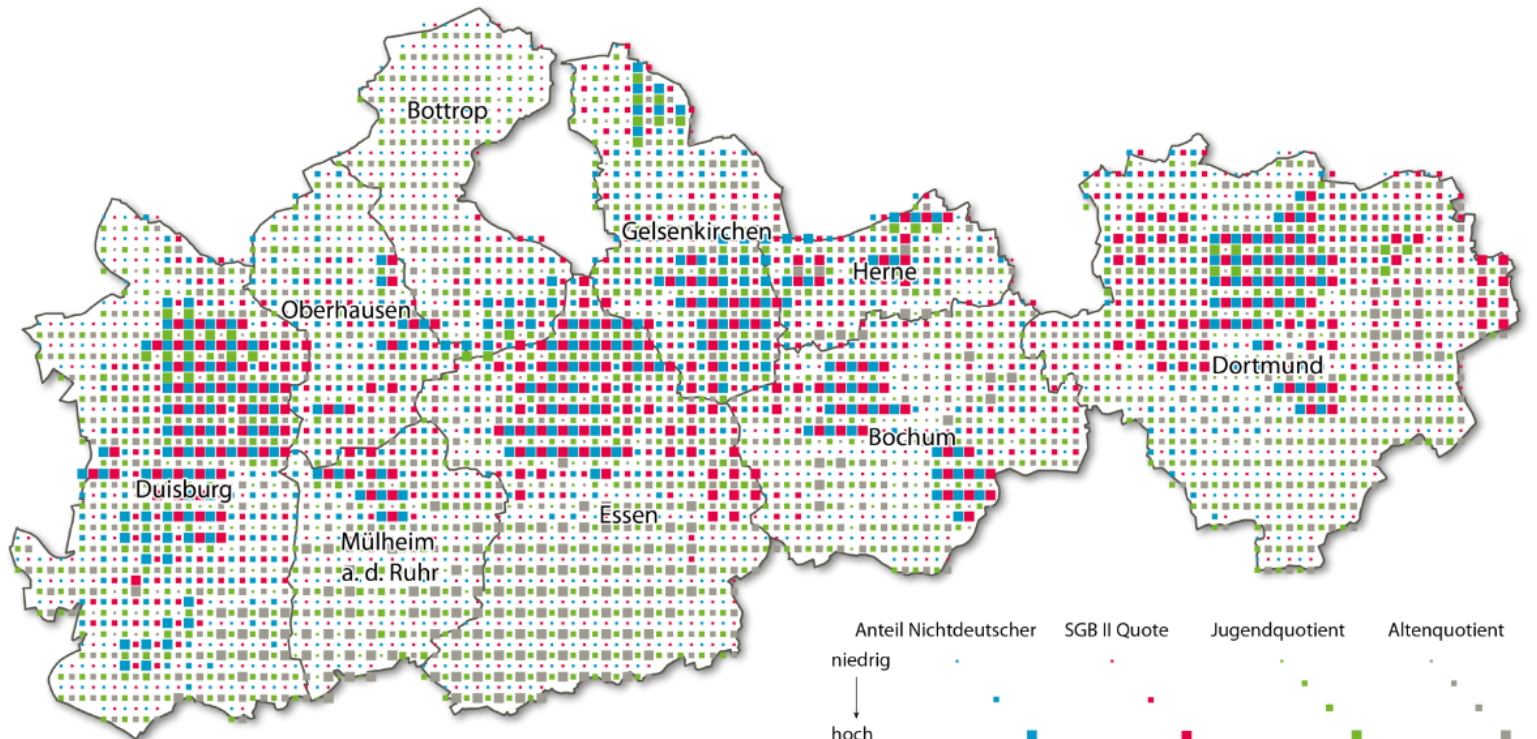 Bottrop
Gelsenkirchen
Herne
Oberhausen
Dortmund
Bochum
Duisburg
Essen
Mülheim
a. d. Ruhr
Anteil Nichtdeutscher SGB II Quote Jugendquotient Altenquotient
niedrig
hoch